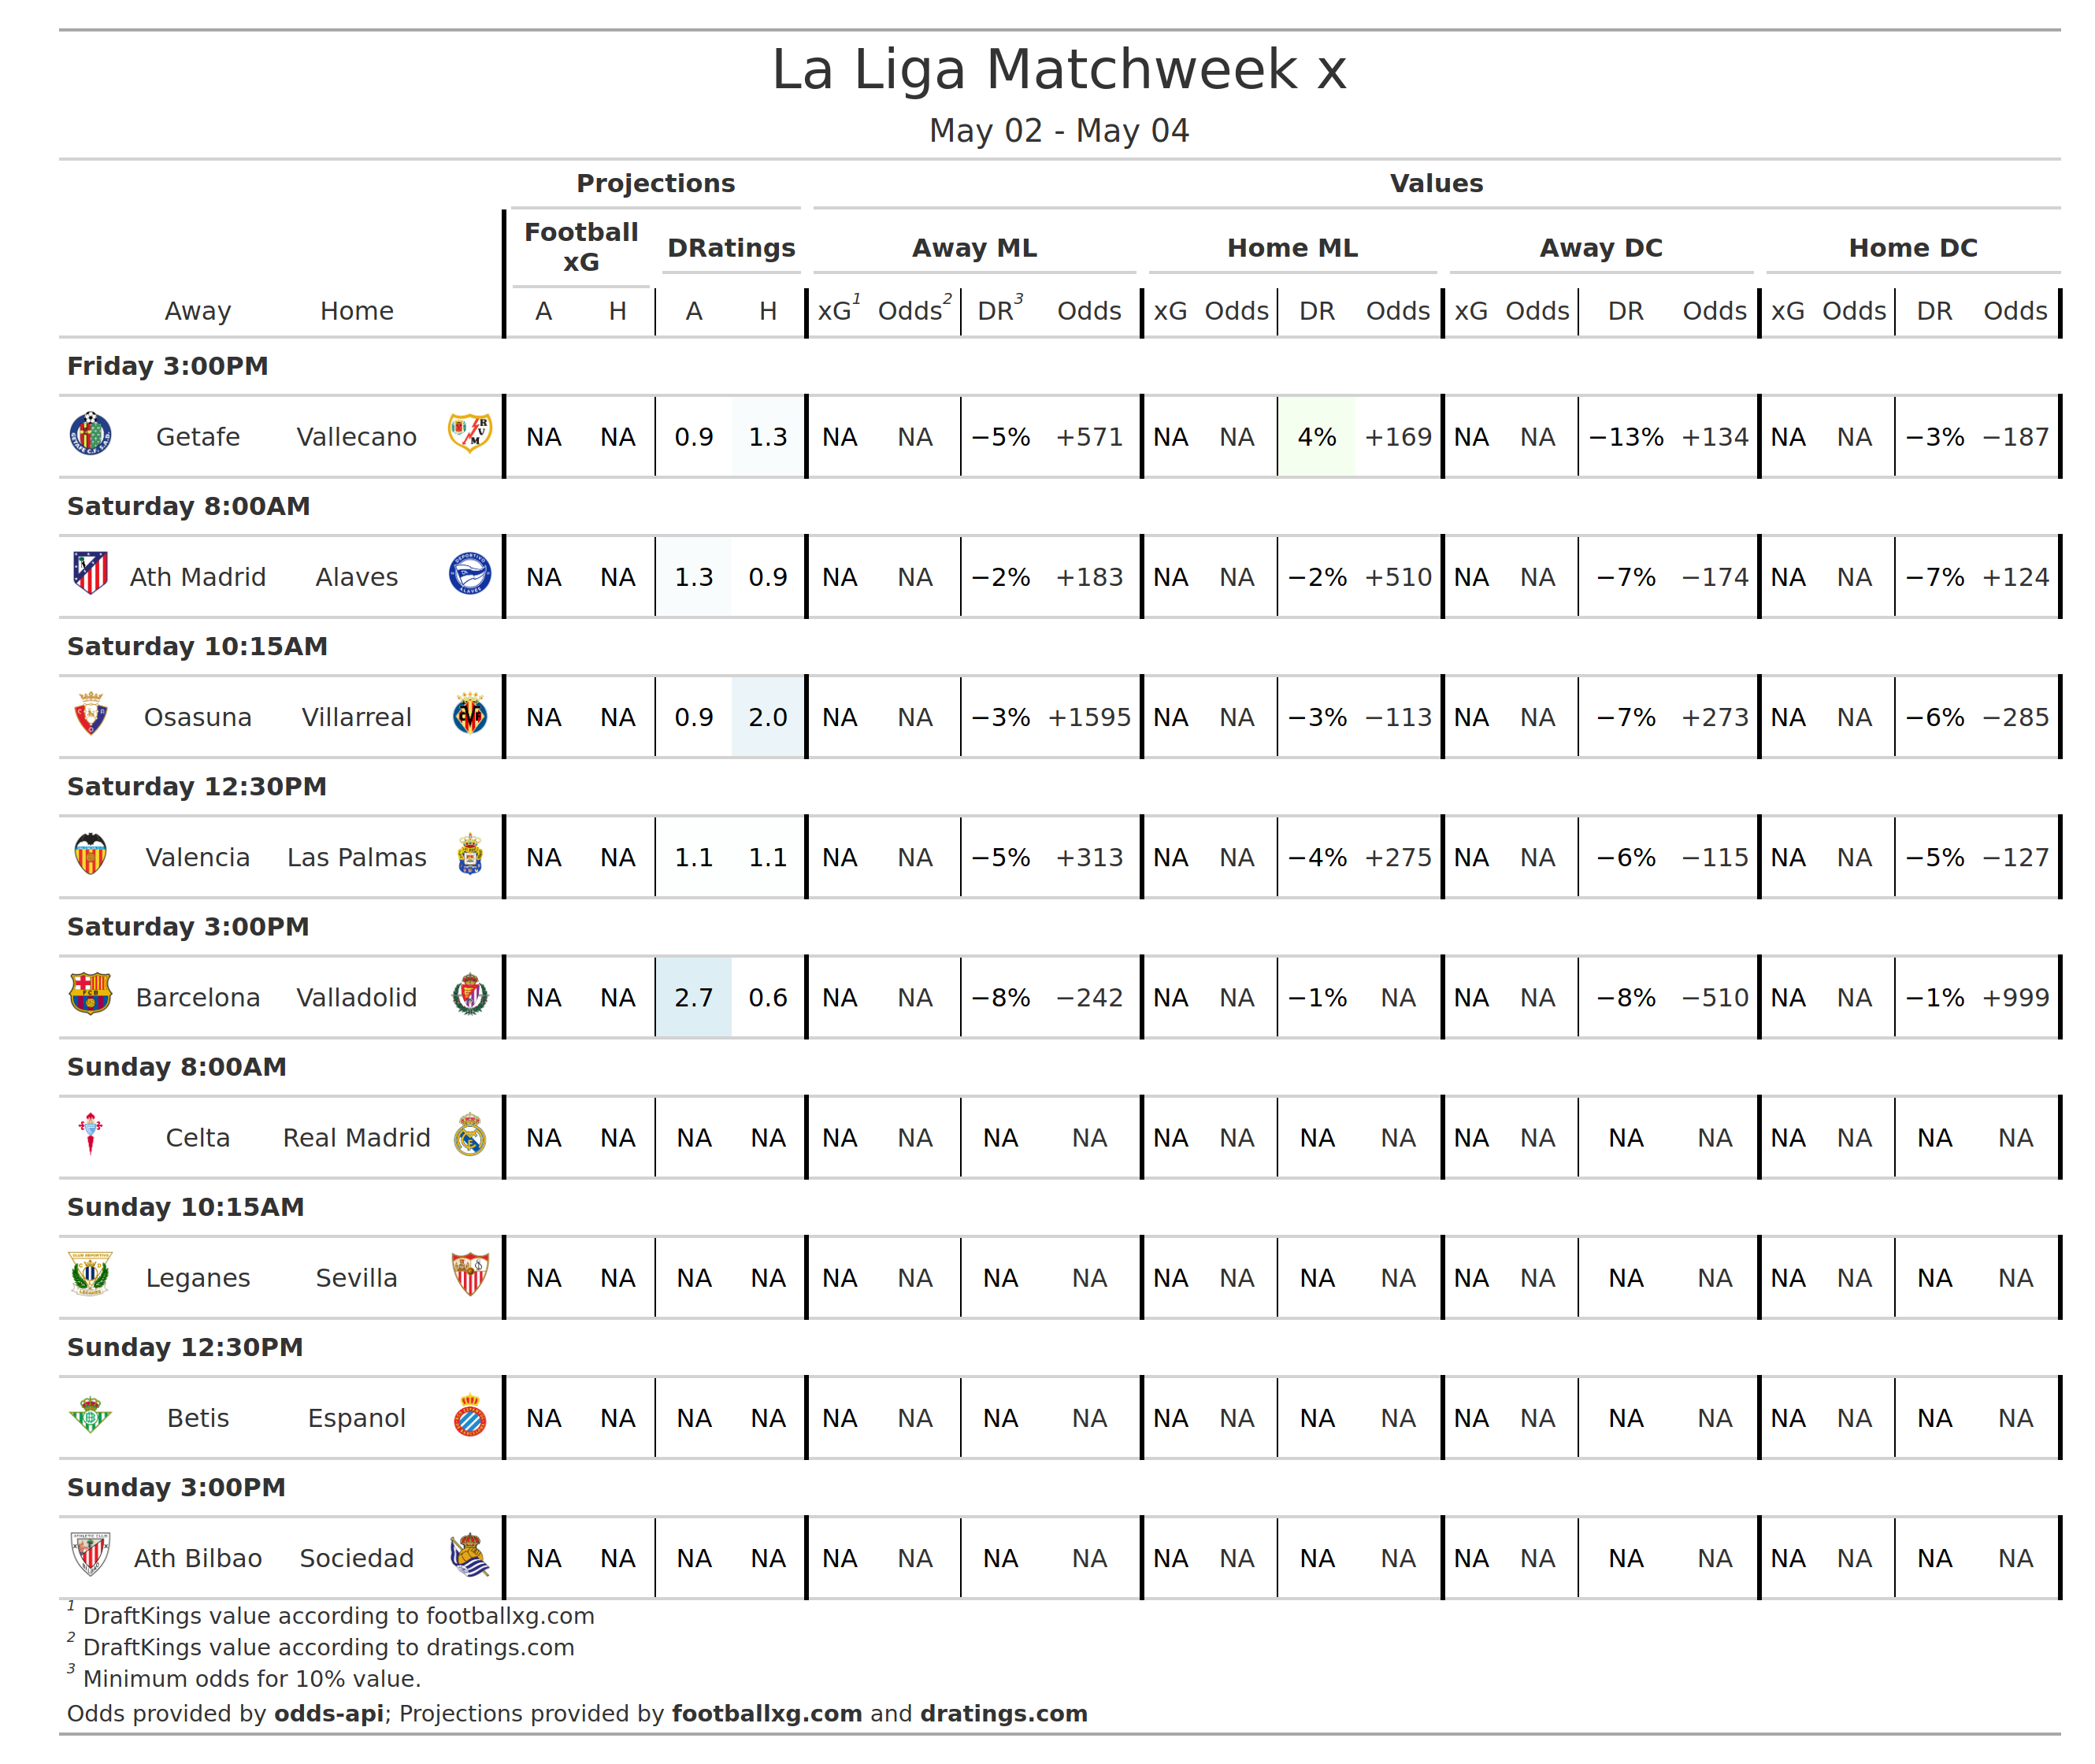 La Liga Matchweek x
May 02 - May 04
Projections Values
Football xG DRatings Away ML Home ML Away DC Home DC
Away Home A H A H xG1 Odds2 DR3 Odds xG Odds DR Odds xG Odds DR Odds xG Odds DR Odds
Friday 3:00PM
Getafe Vallecano NA NA 0.9 1.3 NA NA −5% +571 NA NA 4% +169 NA NA −13% +134 NA NA −3% −187
Saturday 8:00AM
Ath Madrid Alaves NA NA 1.3 0.9 NA NA −2% +183 NA NA −2% +510 NA NA −7% −174 NA NA −7% +124
Saturday 10:15AM
Osasuna Villarreal NA NA 0.9 2.0 NA NA −3% +1595 NA NA −3% −113 NA NA −7% +273 NA NA −6% −285
Saturday 12:30PM
Valencia Las Palmas NA NA 1.1 1.1 NA NA −5% +313 NA NA −4% +275 NA NA −6% −115 NA NA −5% −127
Saturday 3:00PM
Barcelona Valladolid NA NA 2.7 0.6 NA NA −8% −242 NA NA −1% NA NA NA −8% −510 NA NA −1% +999
Sunday 8:00AM
Celta Real Madrid NA NA NA NA NA NA NA NA NA NA NA NA NA NA NA NA NA NA NA NA
Sunday 10:15AM
Leganes Sevilla NA NA NA NA NA NA NA NA NA NA NA NA NA NA NA NA NA NA NA NA
Sunday 12:30PM
Betis Espanol NA NA NA NA NA NA NA NA NA NA NA NA NA NA NA NA NA NA NA NA
Sunday 3:00PM
Ath Bilbao Sociedad NA NA NA NA NA NA NA NA NA NA NA NA NA NA NA NA NA NA NA NA
1 DraftKings value according to footballxg.com
2 DraftKings value according to dratings.com
3 Minimum odds for 10% value.
Odds provided by odds-api; Projections provided by footballxg.com and dratings.com